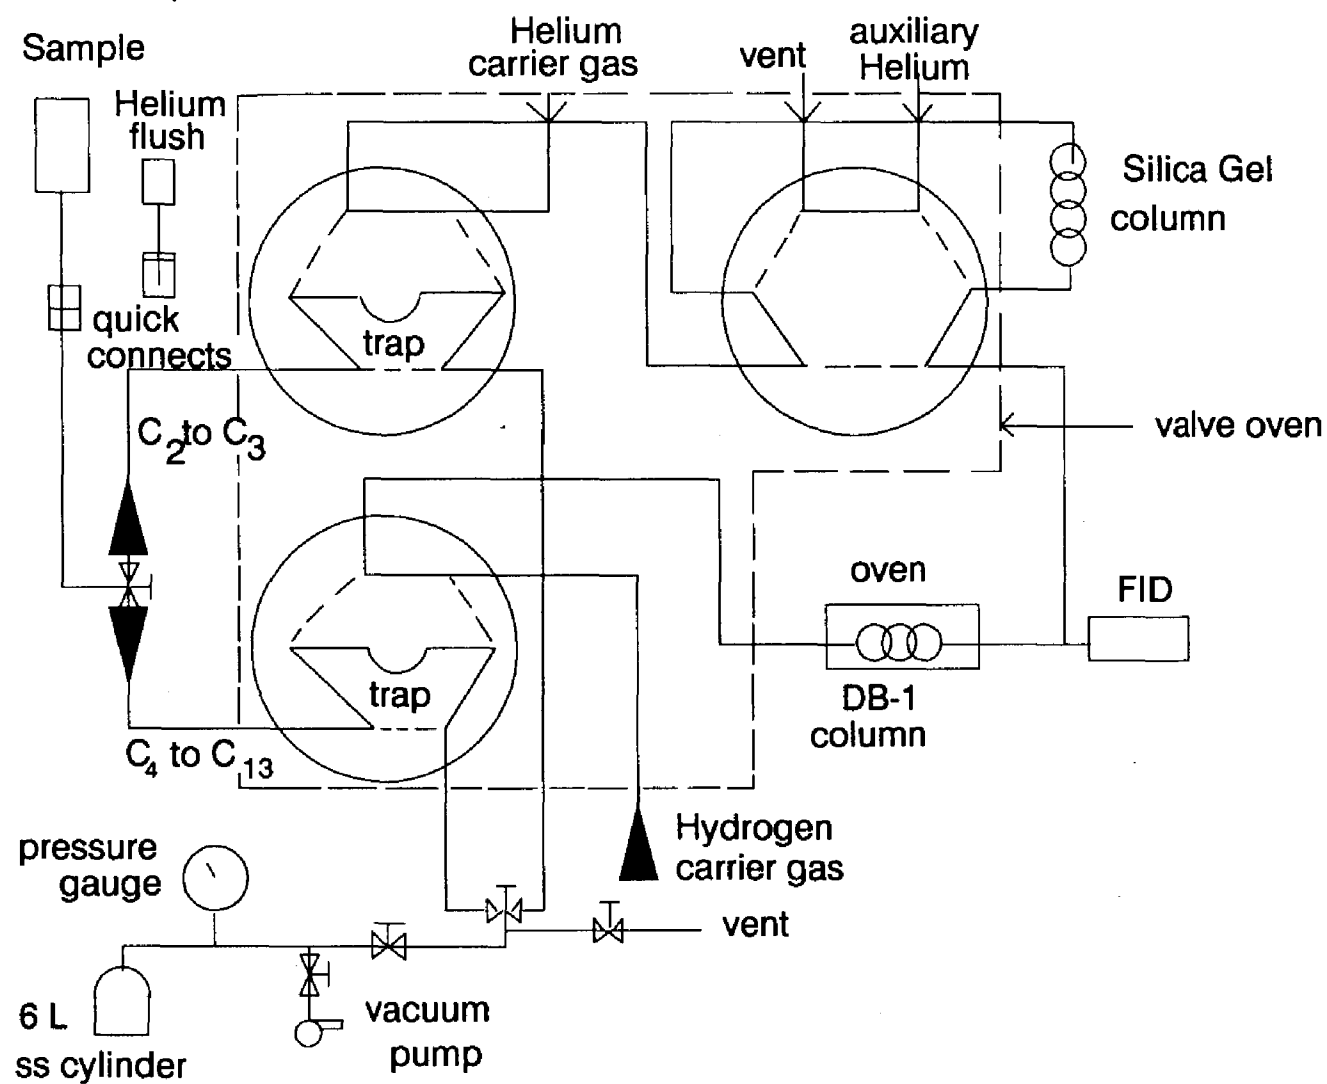 Sample
Helium
flush
quick
connects
Helium
carrier gas
vent
auxiliary
Helium
Silica Gel
column
trap
valve oven
C2to C3
oven
FID
trap
DB-1
column
C4 to C13
Hydrogen
carrier gas
pressure
gauge
vent
6 L
ss cylinder
vacuum
pump